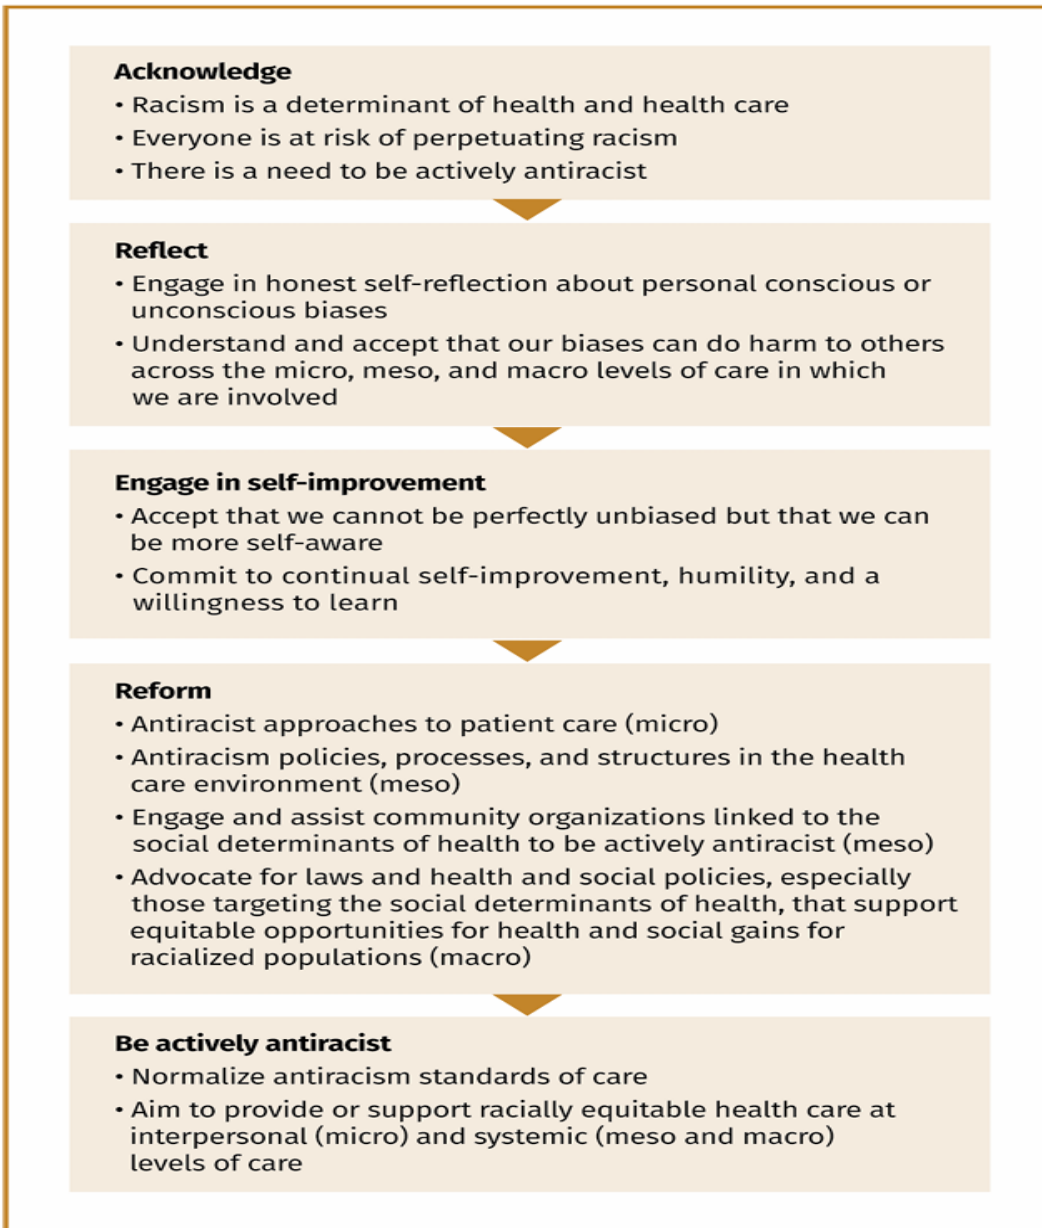 Acknowledge
• Racism is a determinant of health and health care
• Everyone is at risk of perpetuating racism
• There is a need to be actively antiracist
Reflect
• Engage in honest self-reflection about personal conscious or
unconscious biases
• Understand and accept that our biases can do harm to others
across the micro, meso, and macro levels of care in which
we are involved
Engage in self-improvement
• Accept that we cannot be perfectly unbiased but that we can
be more self-aware
• Commit to continual self-improvement, humility, and a
willingness to learn
Reform
• Antiracist approaches to patient care (micro)
• Antiracism policies, processes, and structures in the health
care environment (meso)
• Engage and assist community organizations linked to the
social determinants of health to be actively antiracist (meso)
• Advocate for laws and health and social policies, especially
those targeting the social determinants of health, that support
equitable opportunities for health and social gains for
racialized populations (macro)
Be actively antiracist
• Normalize antiracism standards of care
• Aim to provide or support racially equitable health care at
interpersonal (micro) and systemic (meso and macro)
levels of care